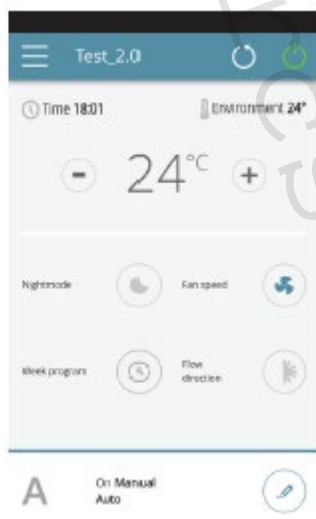 Test_2.0
Time 18:01 Environment 24°
- 24°C +
Nightmode Fan speed
Week program Flow
direction
A On Manual
Auto